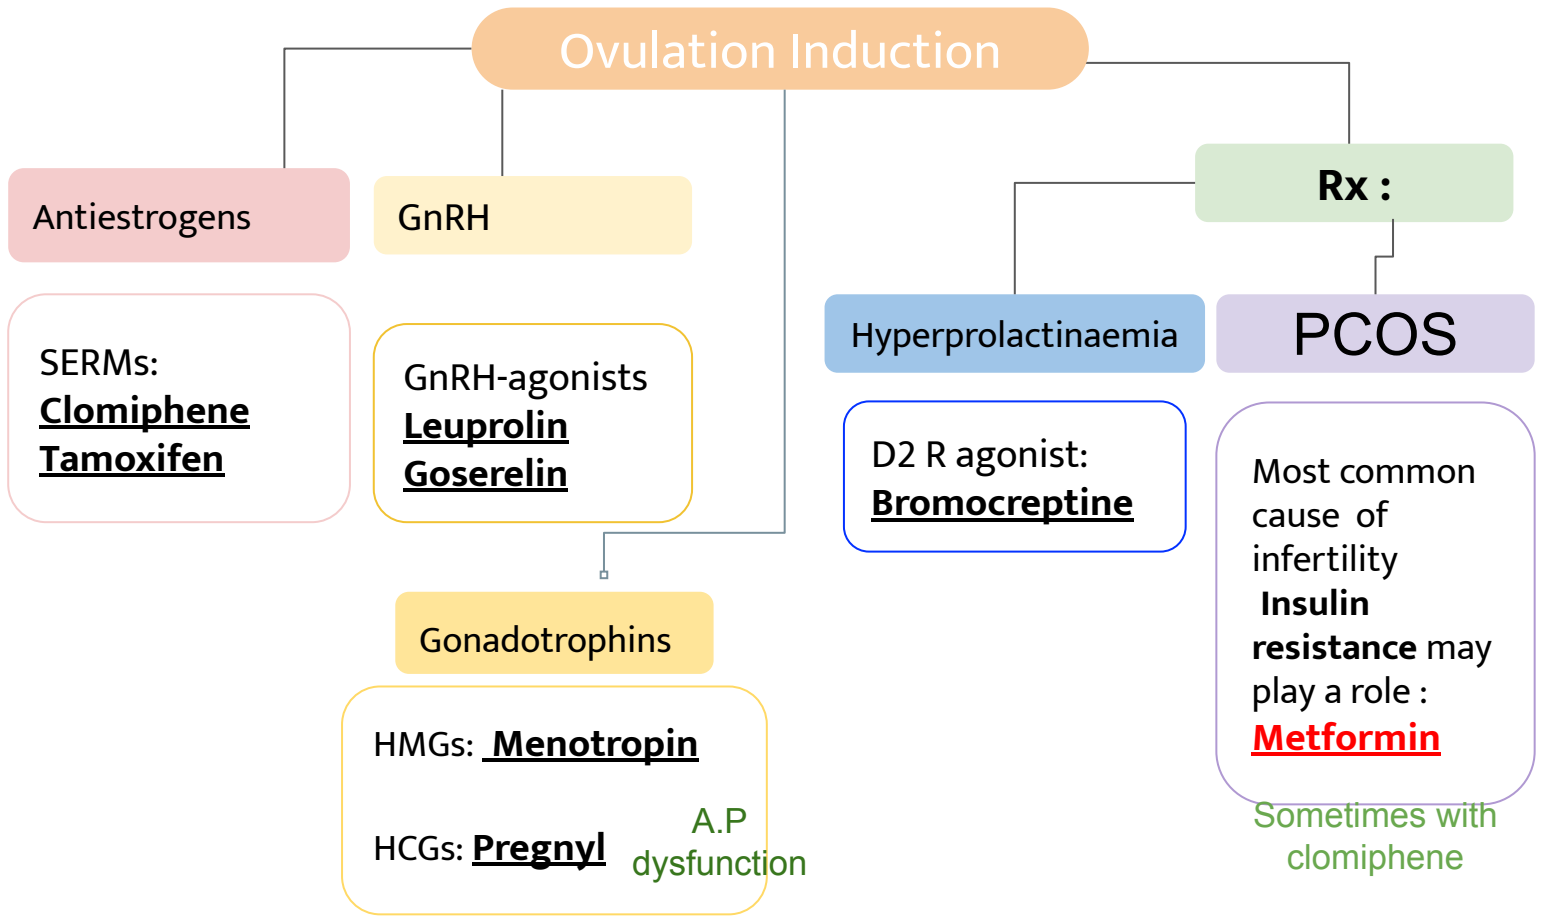 Ovulation Induction
Antiestrogens
SERMs:
Clomiphene
Tamoxifen
GnRH
GnRH-agonists
Leuprolin
Goserelin
Gonadotrophins
HMGs:  Menotropin
HCGs: Pregnyl
A.P
dysfunction
Rx :
Hyperprolactinaemia
D2 R agonist:
Bromocreptine
PCOS
Most common
cause  of
infertility
Insulin
resistance may
play a role :
Metformin
Sometimes with
clomiphene